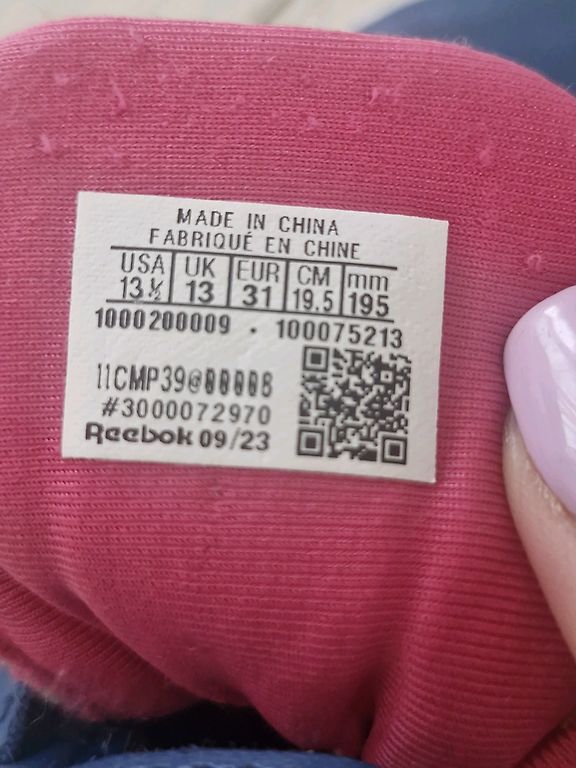 MADE IN CHINA
FABRIQUÉ EN CHINE
USA UK EUR CM mm
13½ 13 31 19.5 195
1000200009 • 100075213
#3000072970
Reebok 09/23